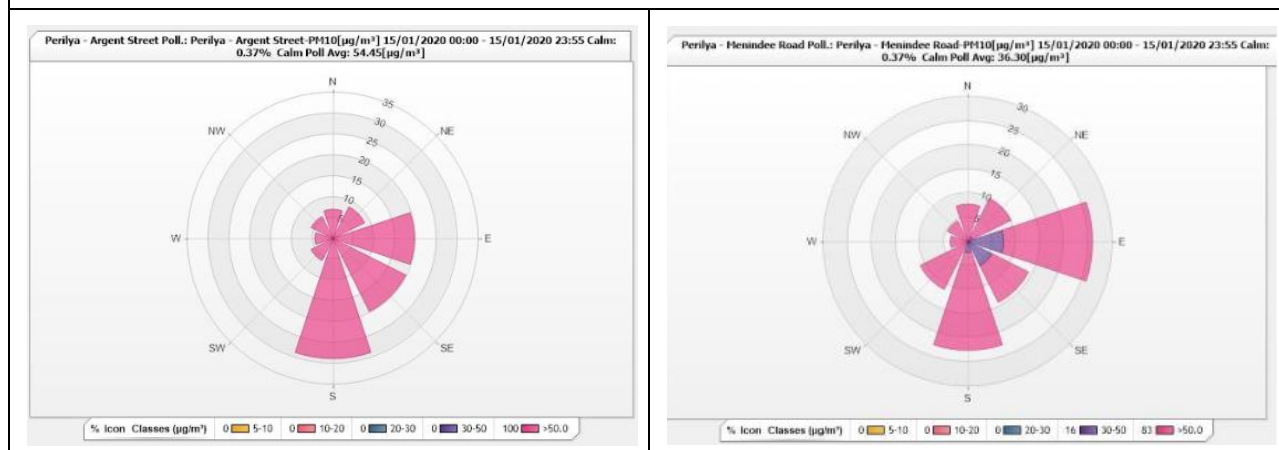 Perilya - Argent Street Poll.: Perilya - Argent Street-PM10[µg/m³] 15/01/2020 00:00 - 15/01/2020 23:55 Calm:
0.37% Calm Poll Avg: 54.45[µg/m³]
N
35
NW
30
NE
25
20
15
10
5
W
E
SW
SE
S
% Icon Classes (µg/m³) 0 5-10 0 10-20 0 20-30 0 30-50 100 >50.0
Perilya - Menindee Road Poll.: Perilya - Menindee Road-PM10[µg/m³] 15/01/2020 00:00 - 15/01/2020 23:55 Calm:
0.37% Calm Poll Avg: 36.30[µg/m³]
N
30
NW
25
NE
20
15
10
5
W
E
SW
SE
S
% Icon Classes (µg/m³) 0 5-10 0 10-20 0 20-30 16 30-50 83 >50.0